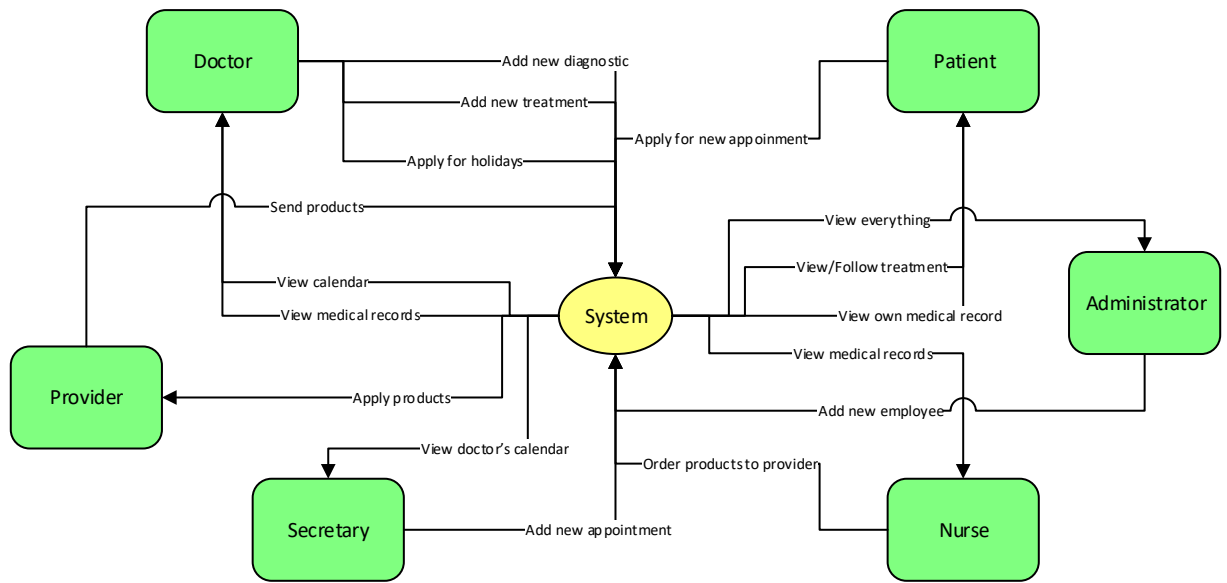 Doctor
Add new diagnostic
Patient
Add new treatment
Apply for new appoinment
Apply for holidays
Send products
View everything
View/Follow treatment
View calendar
Administrator
View medical records
System
View own medical record
View medical records
Provider
Apply products
Add new employee
View doctor's calendar
Order products to provider
Secretary
Add new appointment
Nurse